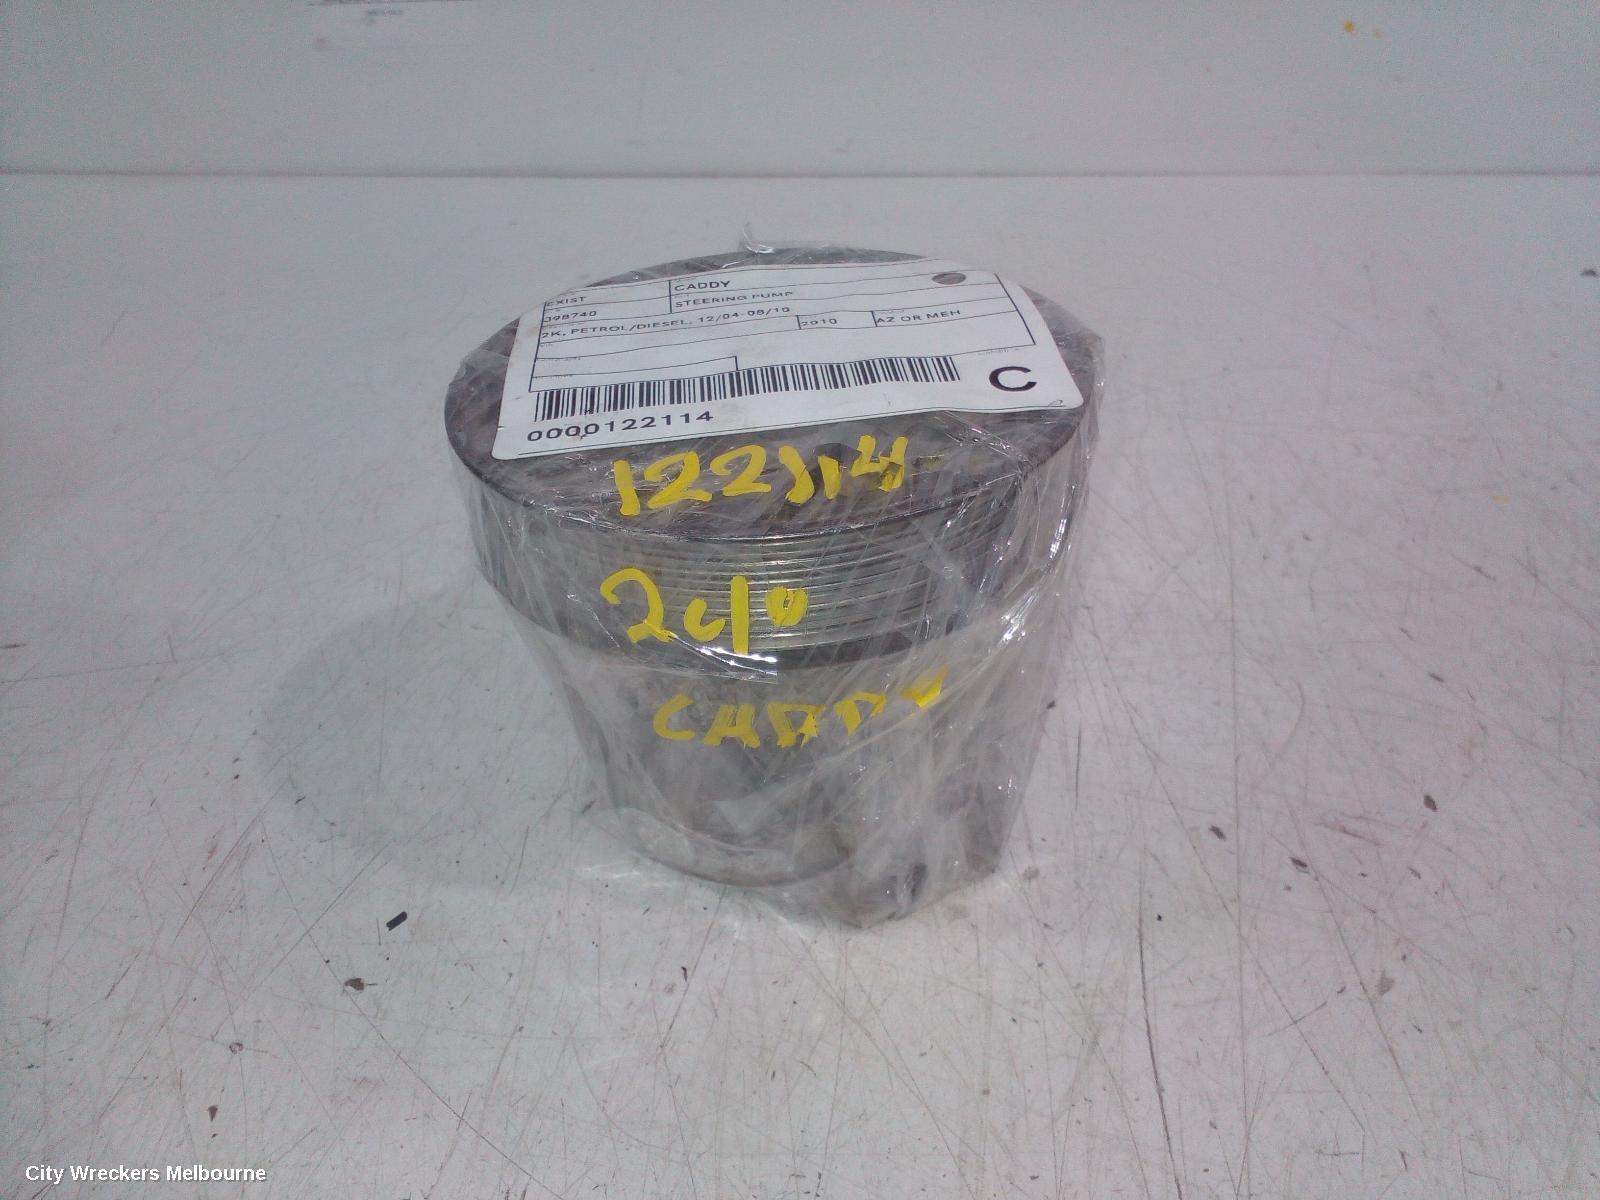 EXIST
CADDY
398740
STEERING PUMP
2K, PETROL/DIESEL, 12/04-08/10
2010
AZ OR MEH
C
0000122114
122114
2010
CADDY
City Wreckers Melbourne